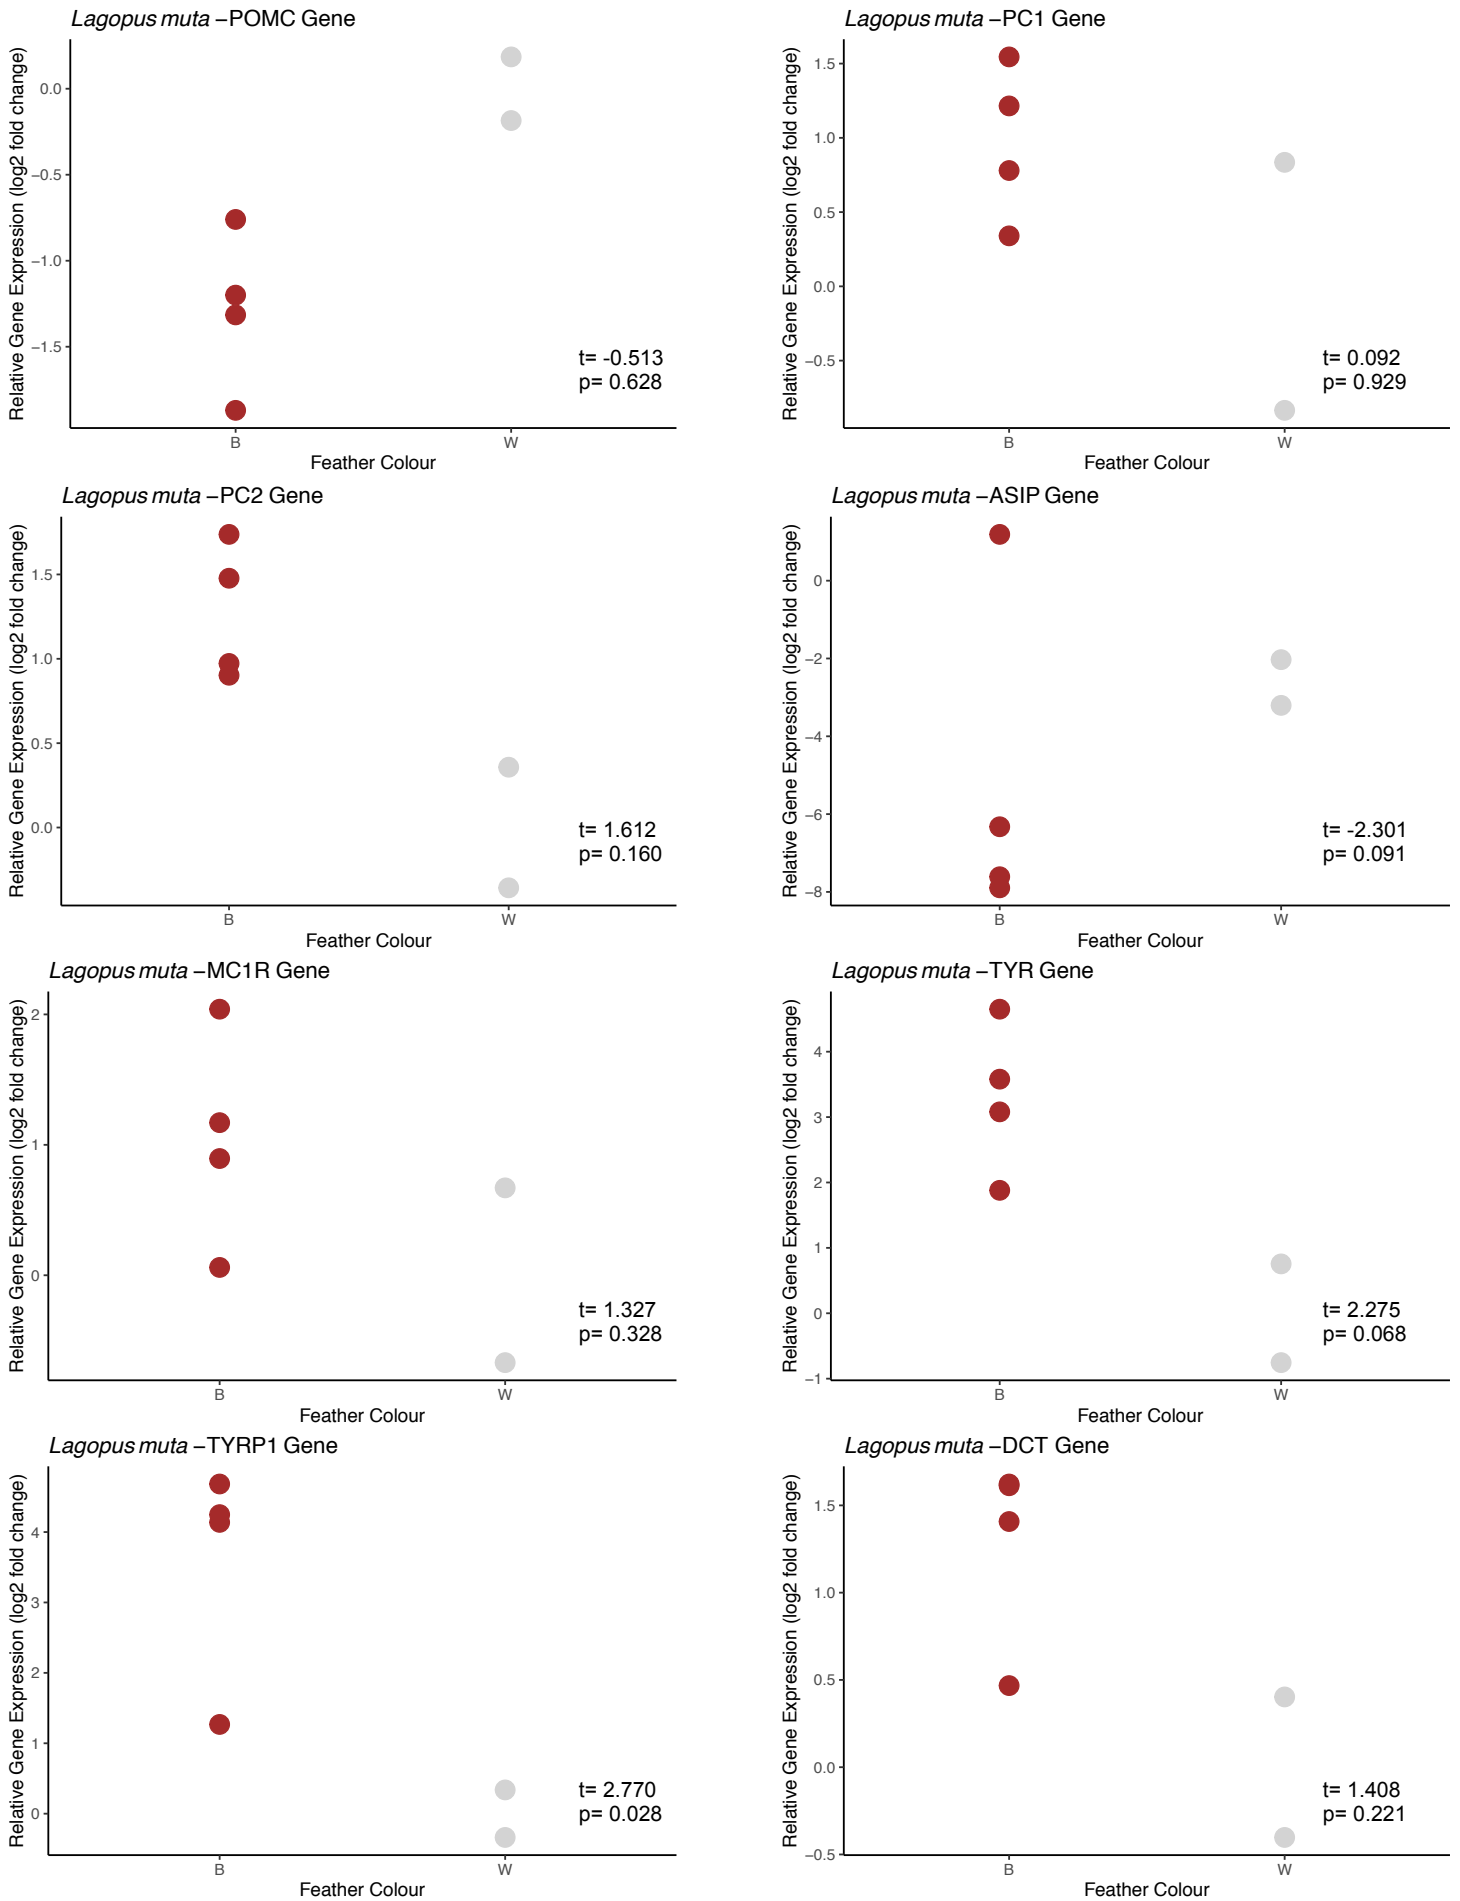 Lagopus muta –POMC Gene
Relative Gene Expression (log2 fold change)
0.0
−0.5
−1.0
−1.5
t= -0.513
p= 0.628
B
W
Feather Colour
Lagopus muta –PC1 Gene
Relative Gene Expression (log2 fold change)
1.5
1.0
0.5
0.0
−0.5
t= 0.092
p= 0.929
B
W
Feather Colour
Lagopus muta –PC2 Gene
Relative Gene Expression (log2 fold change)
1.5
1.0
0.5
0.0
t= 1.612
p= 0.160
B
W
Feather Colour
Lagopus muta –ASIP Gene
Relative Gene Expression (log2 fold change)
0
−2
−4
−6
−8
t= -2.301
p= 0.091
B
W
Feather Colour
Lagopus muta –MC1R Gene
Relative Gene Expression (log2 fold change)
2
1
0
t= 1.327
p= 0.328
B
W
Feather Colour
Lagopus muta –TYR Gene
Relative Gene Expression (log2 fold change)
4
3
2
1
0
−1
t= 2.275
p= 0.068
B
W
Feather Colour
Lagopus muta –TYRP1 Gene
Relative Gene Expression (log2 fold change)
4
3
2
1
0
t= 2.770
p= 0.028
B
W
Feather Colour
Lagopus muta –DCT Gene
Relative Gene Expression (log2 fold change)
1.5
1.0
0.5
0.0
−0.5
t= 1.408
p= 0.221
B
W
Feather Colour